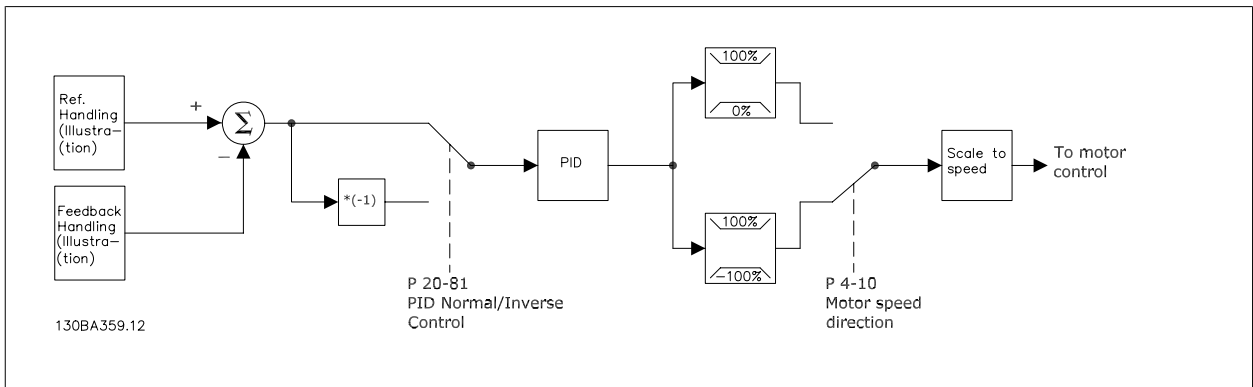 Ref.
Handling
(Illustra-
(tion)
+
Σ
−
Feedback
Handling
(Illustra-
(tion)
*(-1)
P 20-81
PID Normal/Inverse
Control
PID
100%
0%
100%
-100%
P 4-10
Motor speed
direction
Scale to
speed
To motor
control
130BA359.12